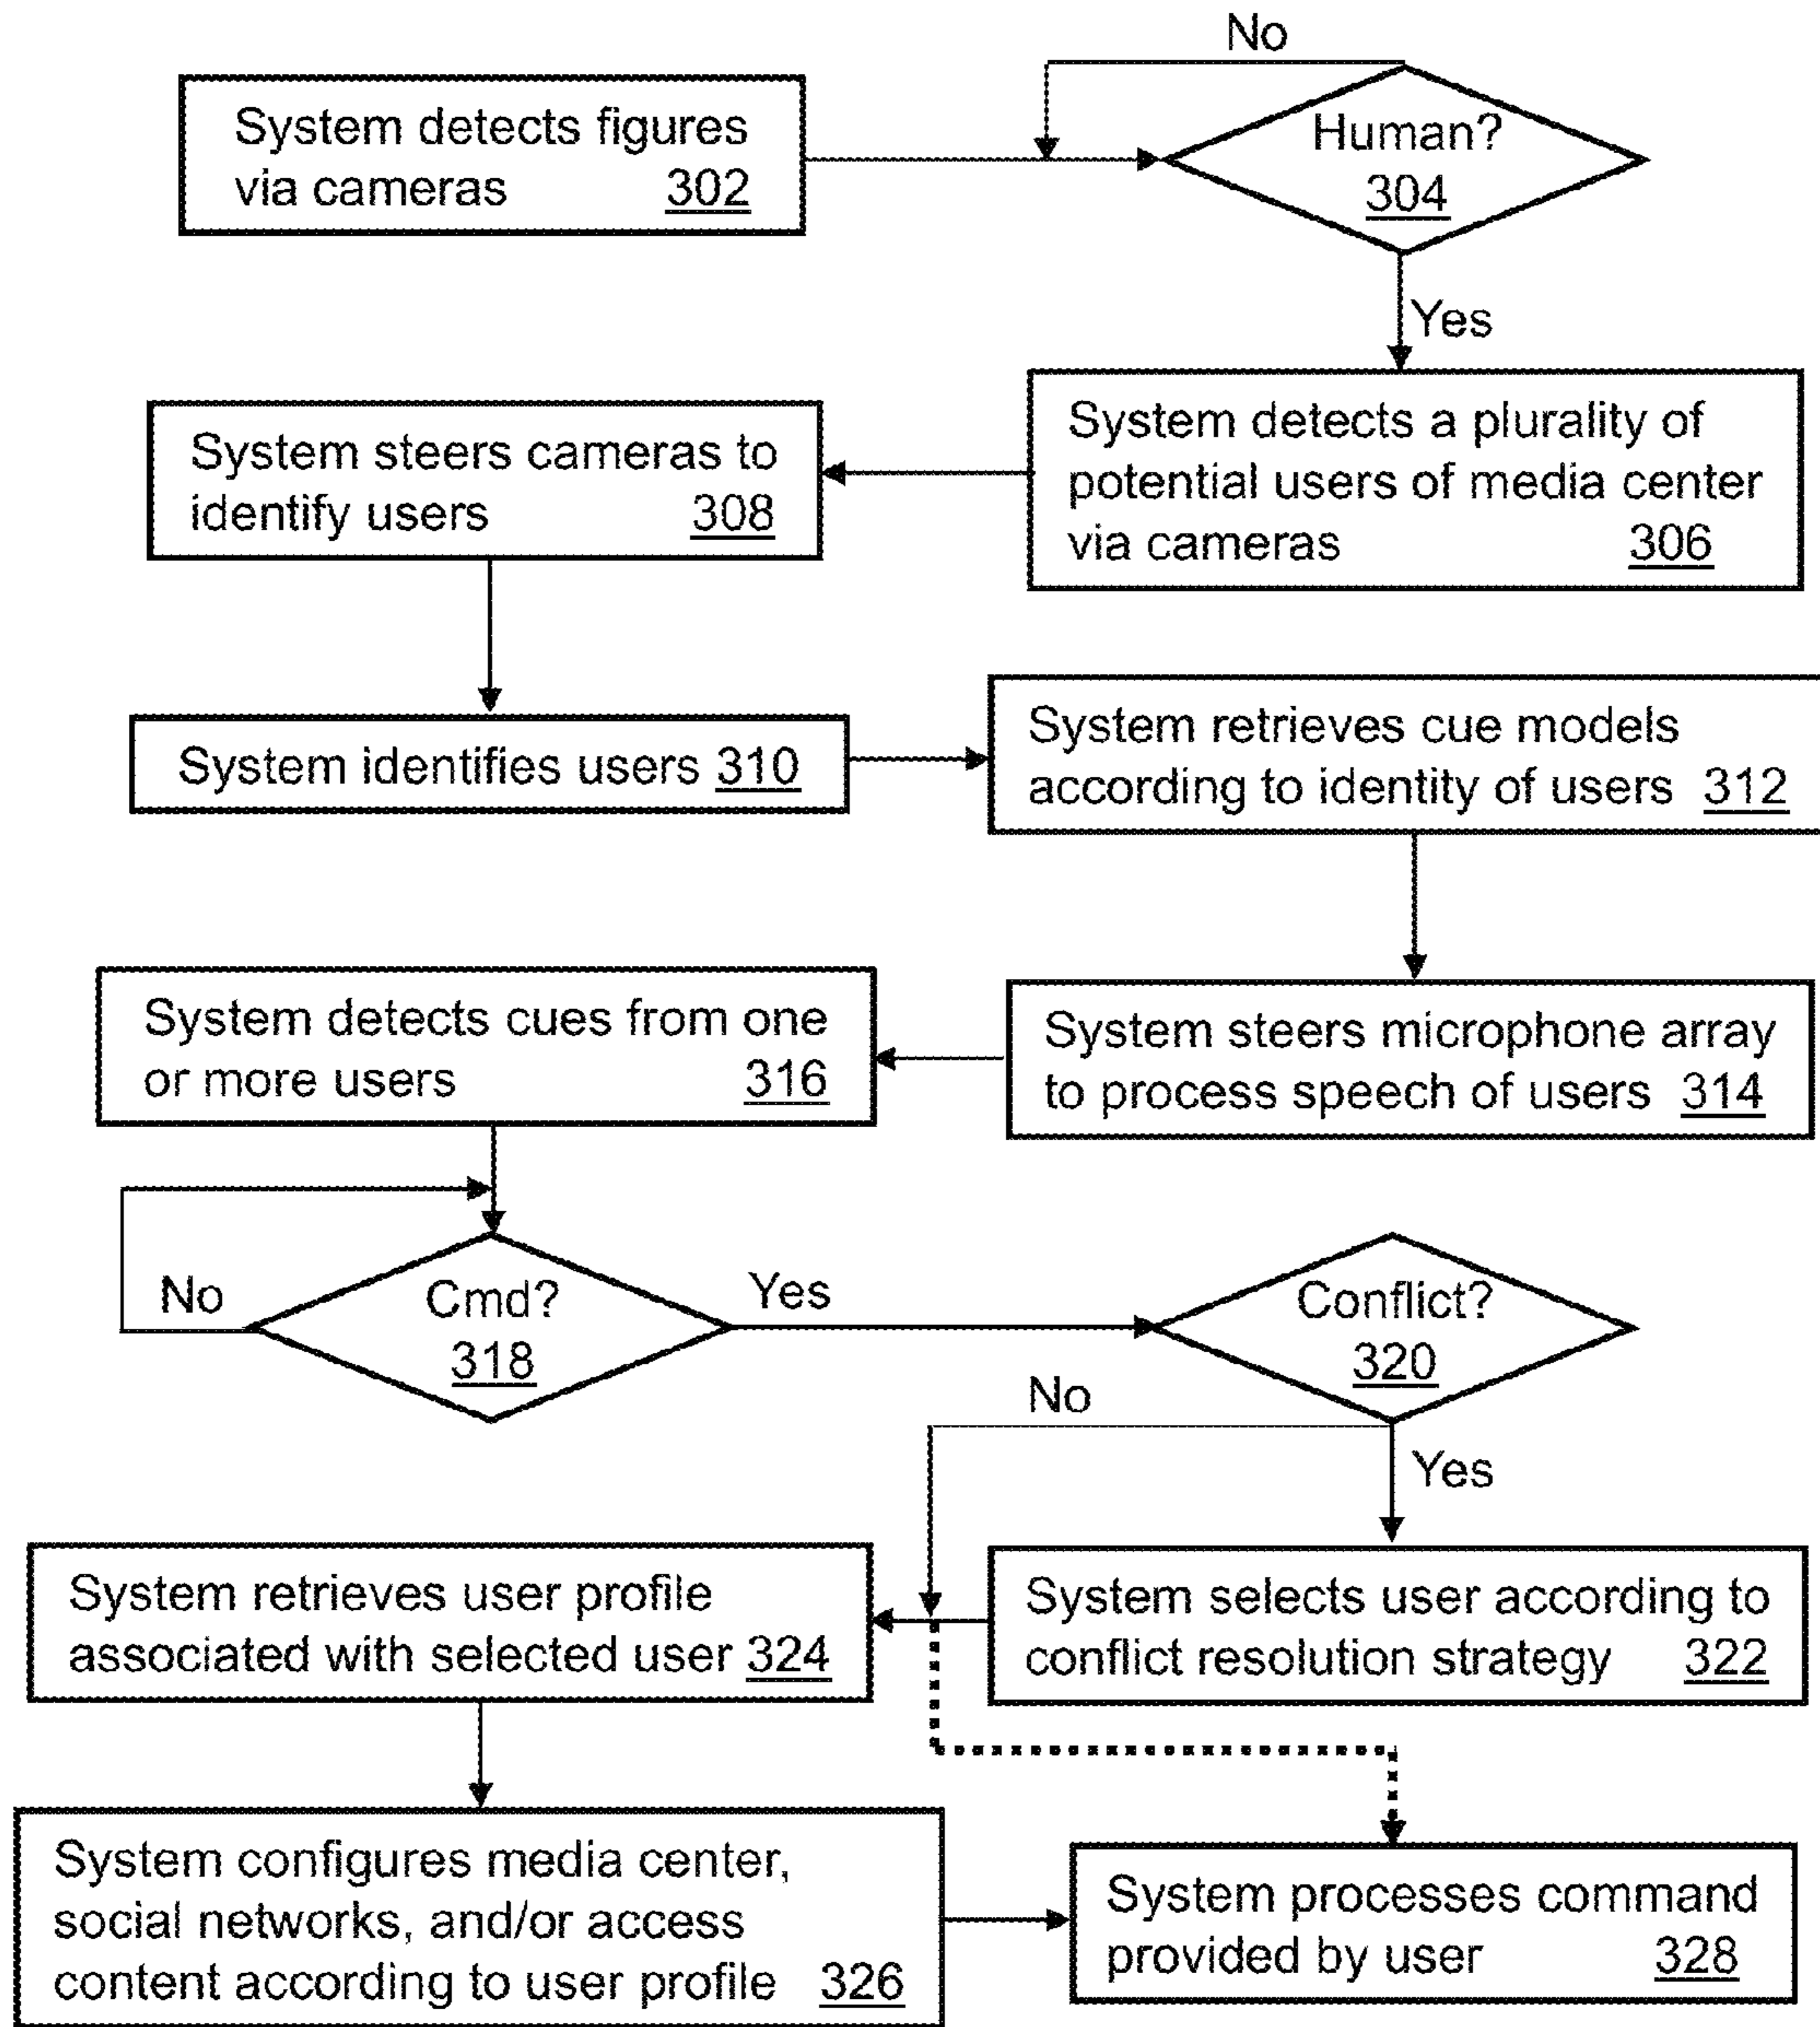 No
System detects figures
via cameras 302
Human?
304
Yes
System detects a plurality of
potential users of media center
via cameras 306
System steers cameras to
identify users 308
System identifies users 310
System retrieves cue models
according to identity of users 312
System steers microphone array
to process speech of users 314
System detects cues from one
or more users 316
No
Cmd?
318
Yes
Conflict?
320
No
Yes
System selects user according to
conflict resolution strategy 322
System retrieves user profile
associated with selected user 324
System configures media center,
social networks, and/or access
content according to user profile 326
System processes command
provided by user 328